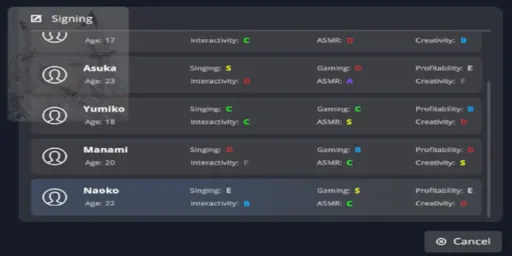 Signing
Age: 17 Interactivity: C ASMR: D Creativity: B
Asuka Singing: S Gaming: D Profitability: E
Age: 23 Interactivity: D ASMR: A Creativity: F
Yumiko Singing: C Gaming: C Profitability: B
Age: 18 Interactivity: C ASMR: S Creativity: D
Manami Singing: D Gaming: B Profitability: D
Age: 20 Interactivity: F ASMR: C Creativity: S
Naoko Singing: E Gaming: S Profitability: E
Age: 22 Interactivity: B ASMR: C Creativity: D
Cancel